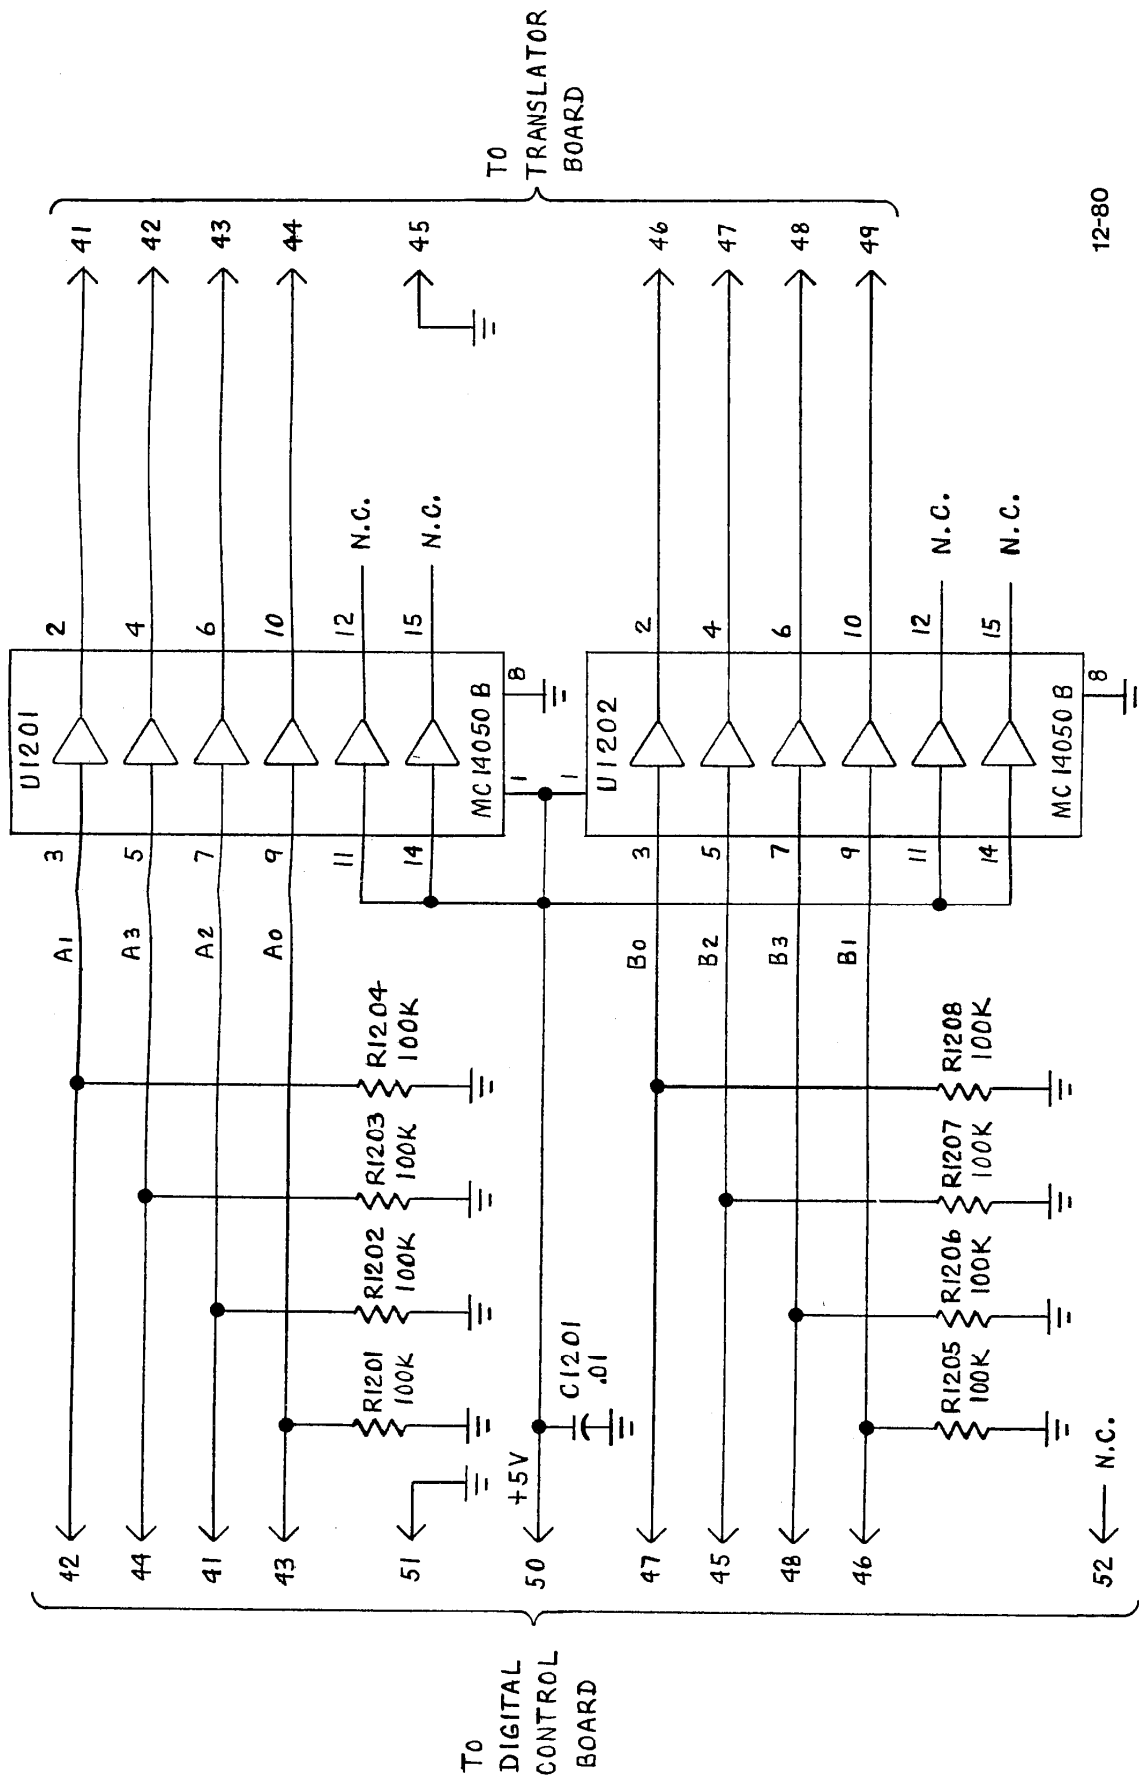 TO
DIGITAL
CONTROL
BOARD
42
44
41
43
51
50
47
45
48
46
52
N.C.
+5V
C1201
.01
R1201
100K
R1202
100K
R1203
100K
R1204
100K
R1205
100K
R1206
100K
R1207
100K
R1208
100K
A1
A3
A2
A0
B0
B2
B3
B1
U1201
3
5
7
9
11
14
MC14050B
1
8
2
4
6
10
12
15
N.C.
N.C.
U1202
3
5
7
9
11
14
MC14050B
1
8
2
4
6
10
12
15
N.C.
N.C.
41
42
43
44
45
46
47
48
49
TO
TRANSLATOR
BOARD
12-80